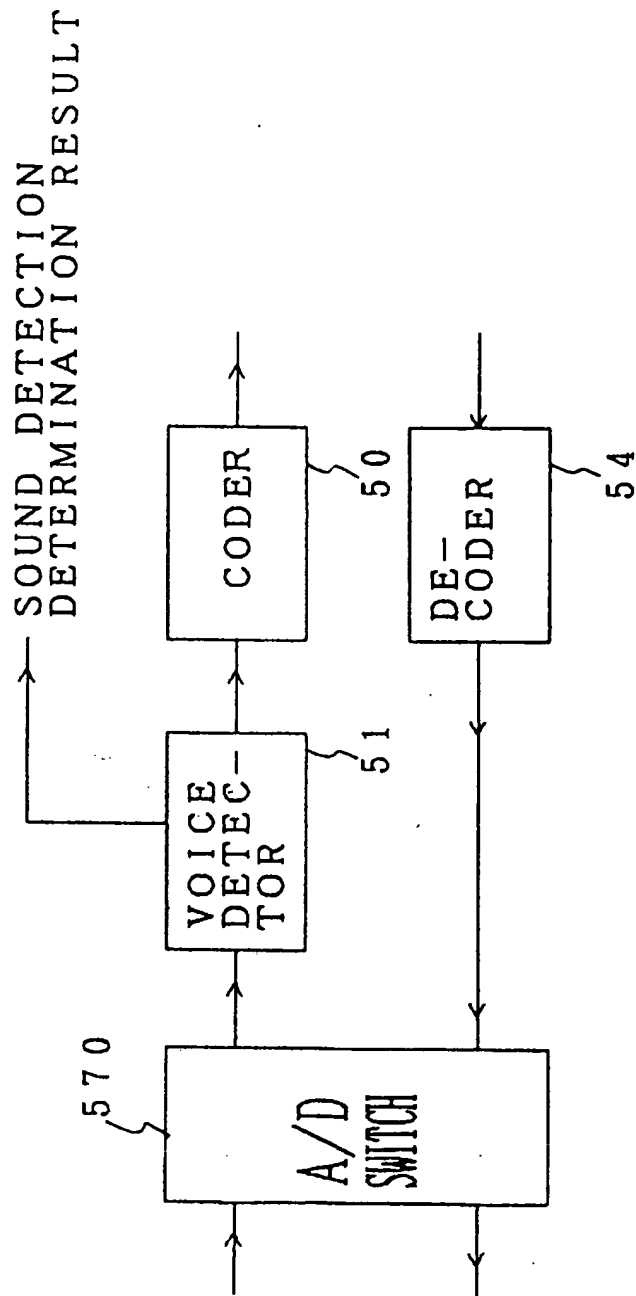 SOUND DETECTION
DETERMINATION RESULT
570
A/D
SWITCH
VOICE
DETEC-
TOR
51
CODER
50
DE-
CODER
54